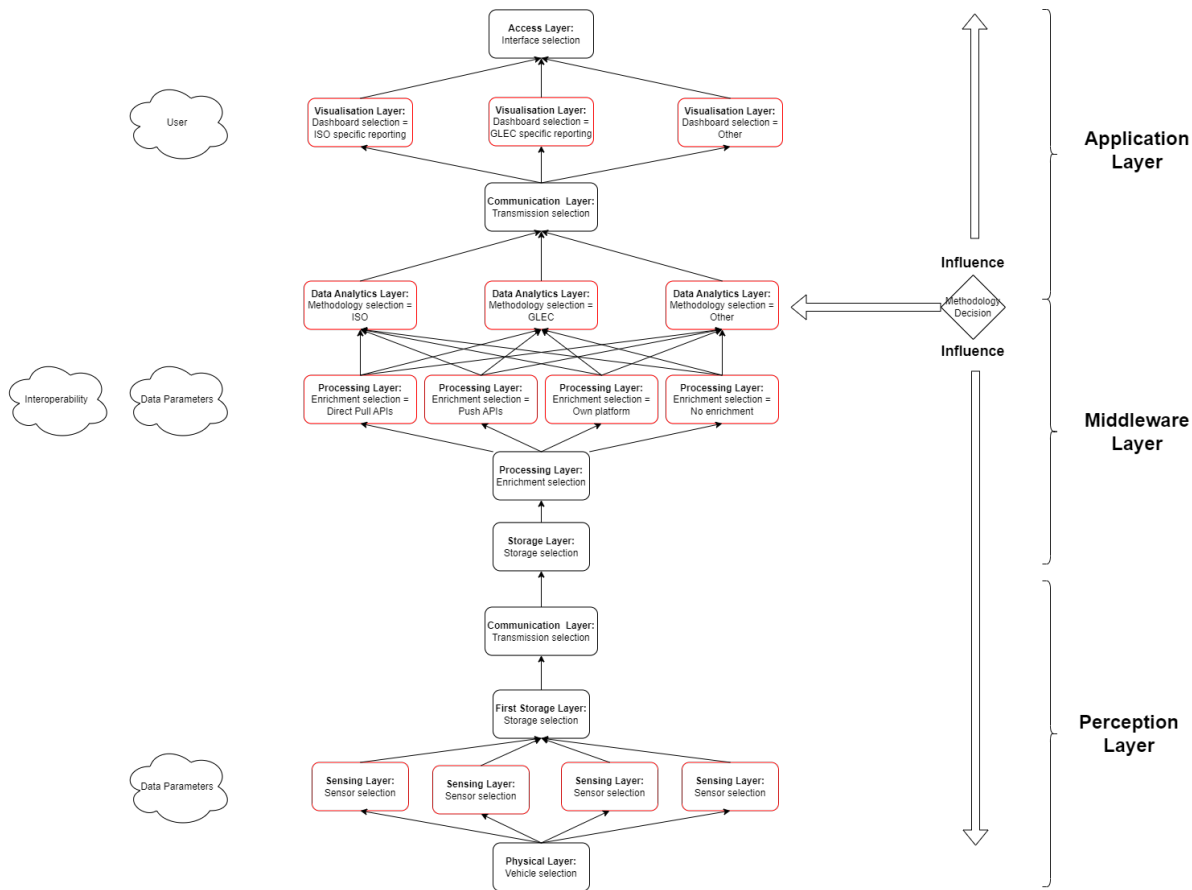 Access Layer:
Interface selection
User
Visualisation Layer:
Dashboard selection =
ISO specific reporting
Visualisation Layer:
Dashboard selection =
GLEC specific reporting
Visualisation Layer:
Dashboard selection =
Other
Application
Layer
Communication Layer:
Transmission selection
Influence
Data Analytics Layer:
Methodology selection =
ISO
Data Analytics Layer:
Methodology selection =
GLEC
Data Analytics Layer:
Methodology selection =
Other
Methodology
Decision
Influence
Interoperability
Data Parameters
Processing Layer:
Enrichment selection =
Direct Pull APIs
Processing Layer:
Enrichment selection =
Push APIs
Processing Layer:
Enrichment selection =
Own platform
Processing Layer:
Enrichment selection =
No enrichment
Middleware
Layer
Processing Layer:
Enrichment selection
Storage Layer:
Storage selection
Communication Layer:
Transmission selection
First Storage Layer:
Storage selection
Perception
Layer
Data Parameters
Sensing Layer:
Sensor selection
Sensing Layer:
Sensor selection
Sensing Layer:
Sensor selection
Sensing Layer:
Sensor selection
Physical Layer:
Vehicle selection